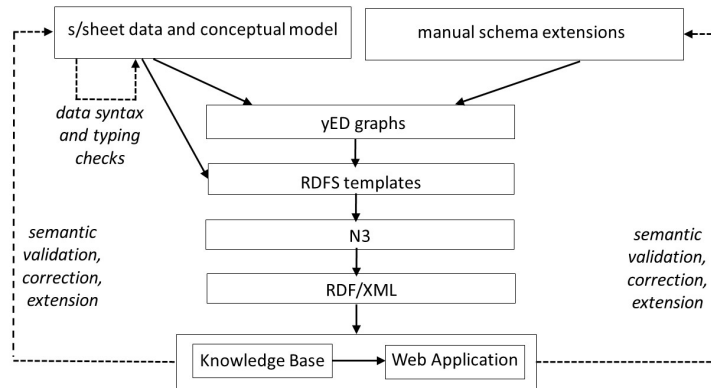 s/sheet data and conceptual model
manual schema extensions
data syntax
and typing
checks
yED graphs
RDFS templates
N3
RDF/XML
semantic
validation,
correction,
extension
semantic
validation,
correction,
extension
Knowledge Base
Web Application